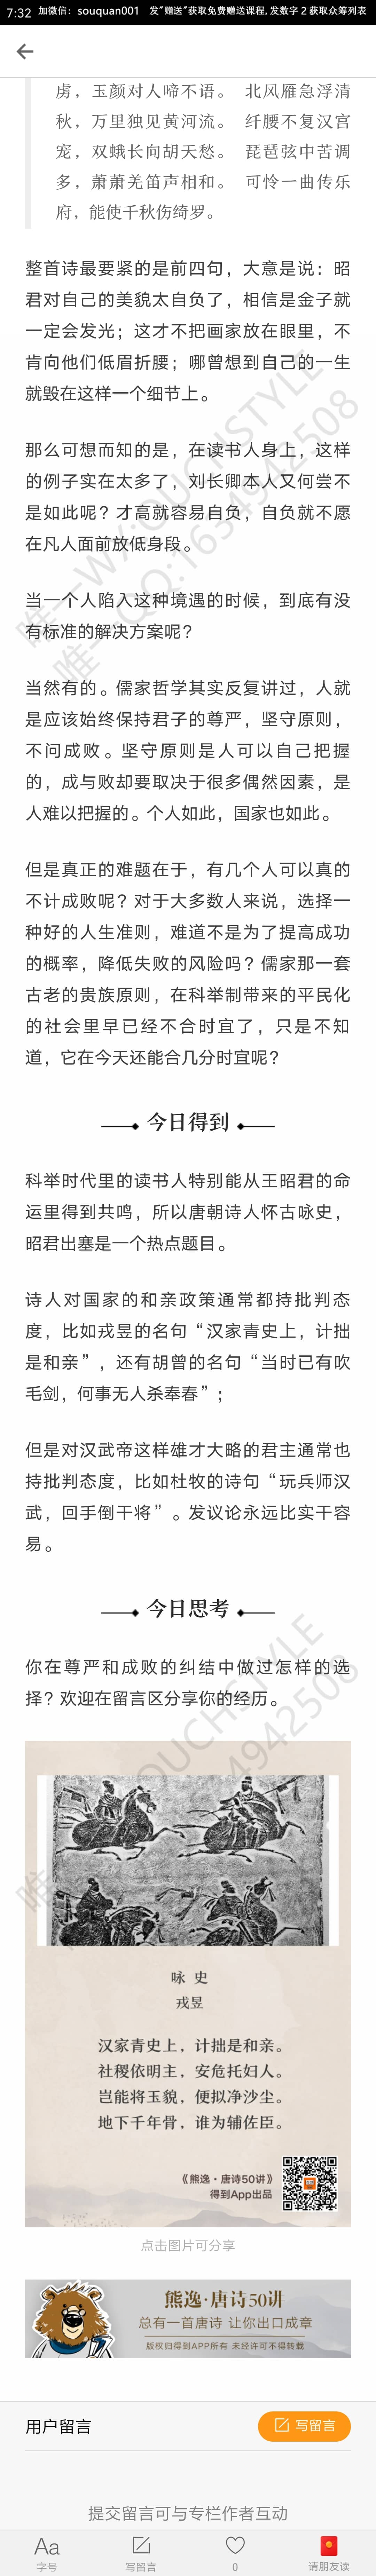 7:32 加微信：souquan001 发"赠送"获取免费赠送课程,发数字2获取众筹列表
虏，玉颜对人啼不语。 北风雁急浮清
秋，万里独见黄河流。 纤腰不复汉宫
宠，双蛾长向胡天愁。 琵琶弦中苦调
多，萧萧羌笛声相和。 可怜一曲传乐
府，能使千秋伤绮罗。
整首诗最要紧的是前四句，大意是说：昭
君对自己的美貌太自负了，相信是金子就
一定会发光；这才不把画家放在眼里，不
肯向他们低眉折腰；哪曾想到自己的一生
就毁在这样一个细节上。
那么可想而知的是，在读书人身上，这样
的例子实在太多了，刘长卿本人又何尝不
是如此呢？才高就容易自负，自负就不愿
在凡人面前放低身段。
当一个人陷入这种境遇的时候，到底有没
有标准的解决方案呢？
当然有的。儒家哲学其实反复讲过，人就
是应该始终保持君子的尊严，坚守原则，
不问成败。坚守原则是人可以自己把握
的，成与败却要取决于很多偶然因素，是
人难以把握的。个人如此，国家也如此。
但是真正的难题在于，有几个人可以真的
不计成败呢？对于大多数人来说，选择一
种好的人生准则，难道不是为了提高成功
的概率，降低失败的风险吗？儒家那一套
古老的贵族原则，在科举制带来的平民化
的社会里早已经不合时宜了，只是不知
道，它在今天还能合几分时宜呢？
今日得到
科举时代里的读书人特别能从王昭君的命
运里得到共鸣，所以唐朝诗人怀古咏史，
昭君出塞是一个热点题目。
诗人对国家的和亲政策通常都持批判态
度，比如戎昱的名句“汉家青史上，计拙
是和亲”，还有胡曾的名句“当时已有吹
毛剑，何事无人杀奉春”；
但是对汉武帝这样雄才大略的君主通常也
持批判态度，比如杜牧的诗句“玩兵师汉
武，回手倒干将”。发议论永远比实干容
易。
今日思考
你在尊严和成败的纠结中做过怎样的选
择？欢迎在留言区分享你的经历。
唯一WX:OUCHSTYLE
唯一QQ:1634942508
咏 史
戎昱
汉家青史上，计拙是和亲。
社稷依明主，安危托妇人。
岂能将玉貌，便拟净沙尘。
地下千年骨，谁为辅佐臣。
《熊逸·唐诗50讲》
得到App出品
点击图片可分享
熊逸·唐诗50讲
总有一首唐诗 让你出口成章
版权归得到APP所有 未经许可不得转载
用户留言
写留言
提交留言可与专栏作者互动
Aa
字号 写留言 0 请朋友读